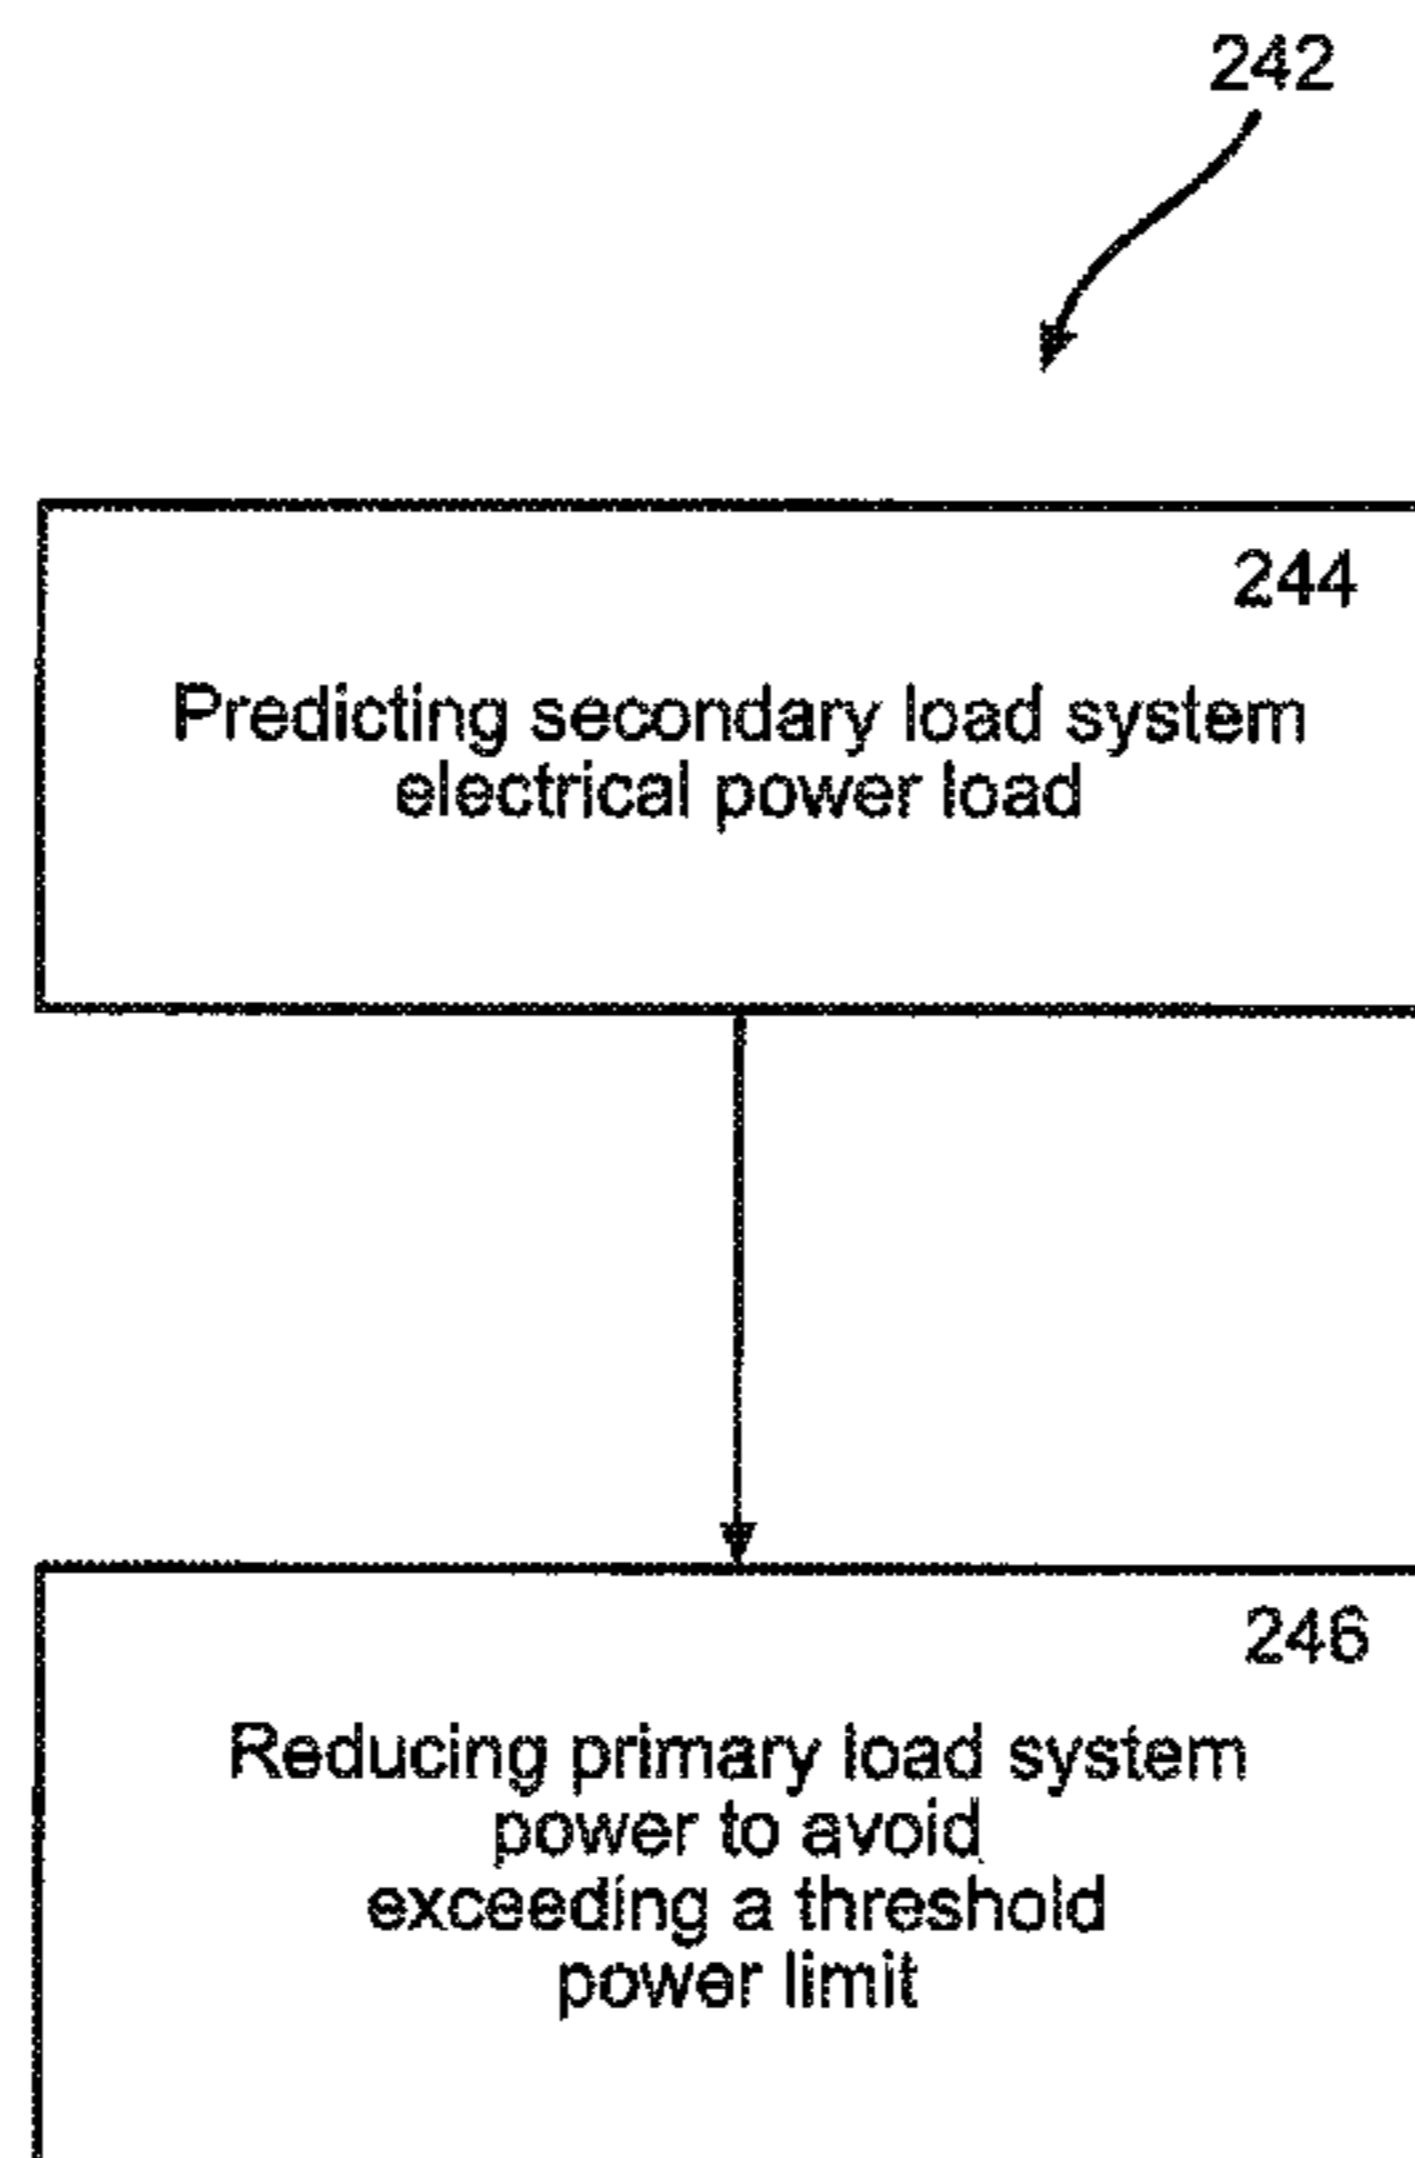 242
244
Predicting secondary load system
electrical power load
246
Reducing primary load system
power to avoid
exceeding a threshold
power limit